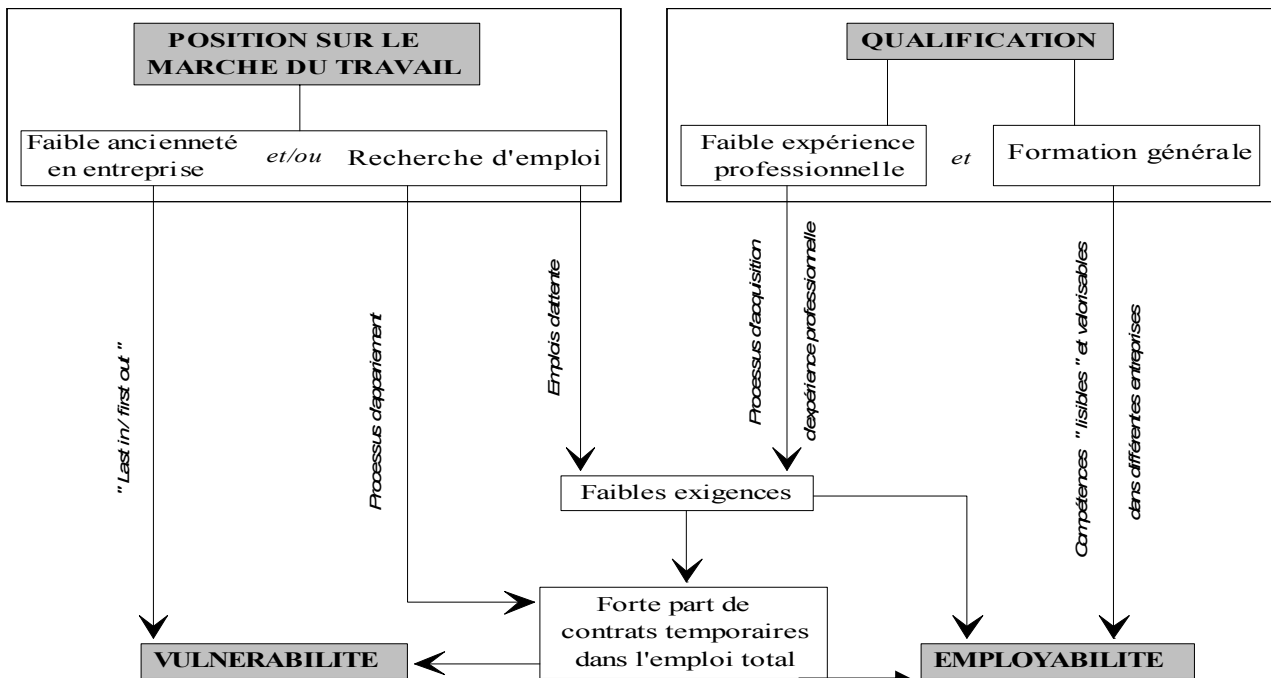 POSITION SUR LE
MARCHE DU TRAVAIL
QUALIFICATION
Faible ancienneté
en entreprise
et/ou
Recherche d'emploi
Faible expérience
professionnelle
et
Formation générale
"Last in / first out"
Processus d'appariement
Emplois d'attente
Processus d'acquisition
d'expérience professionnelle
Compétences "lisibles" et valorisables
dans différentes entreprises
Faibles exigences
Forte part de
contrats temporaires
dans l'emploi total
VULNERABILITE
EMPLOYABILITE